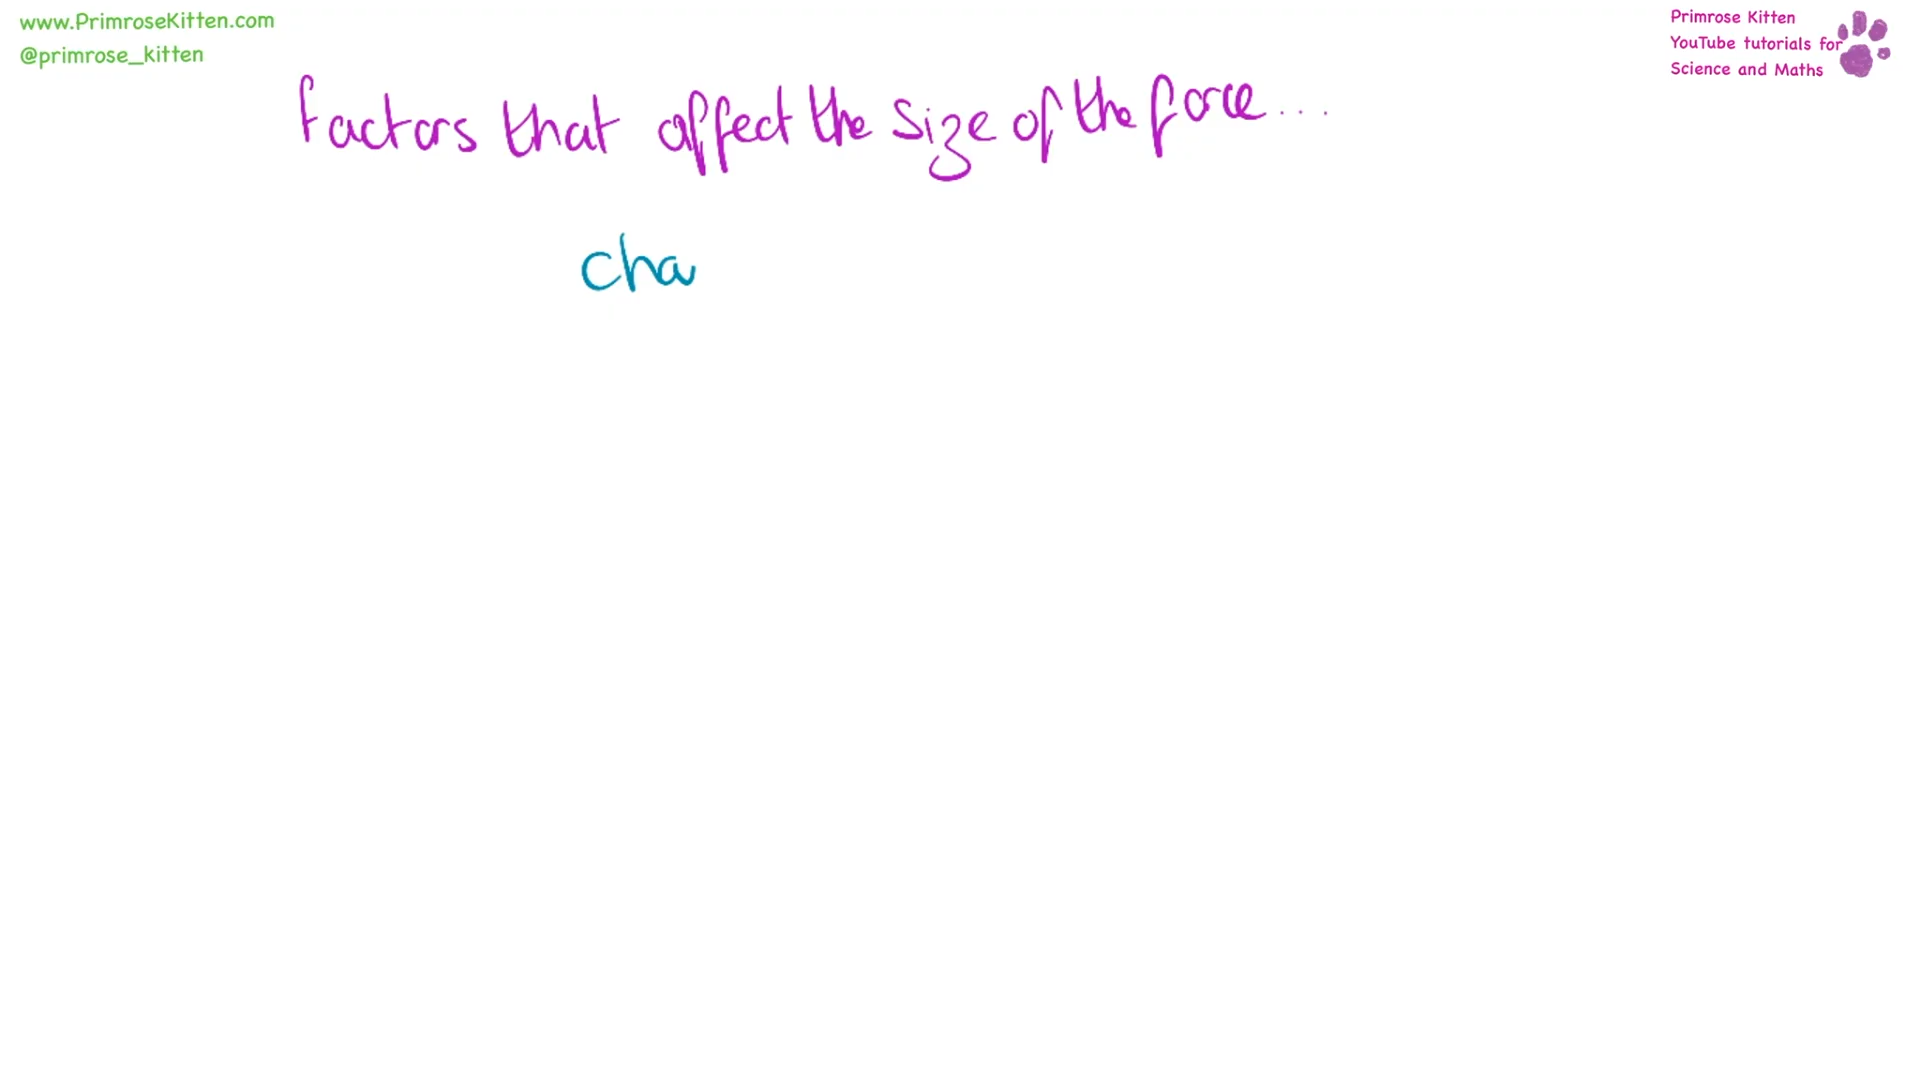 www.PrimroseKitten.com
@primrose_kitten
Primrose Kitten
YouTube tutorials for
Science and Maths
factors that affect the size of the force...
cha